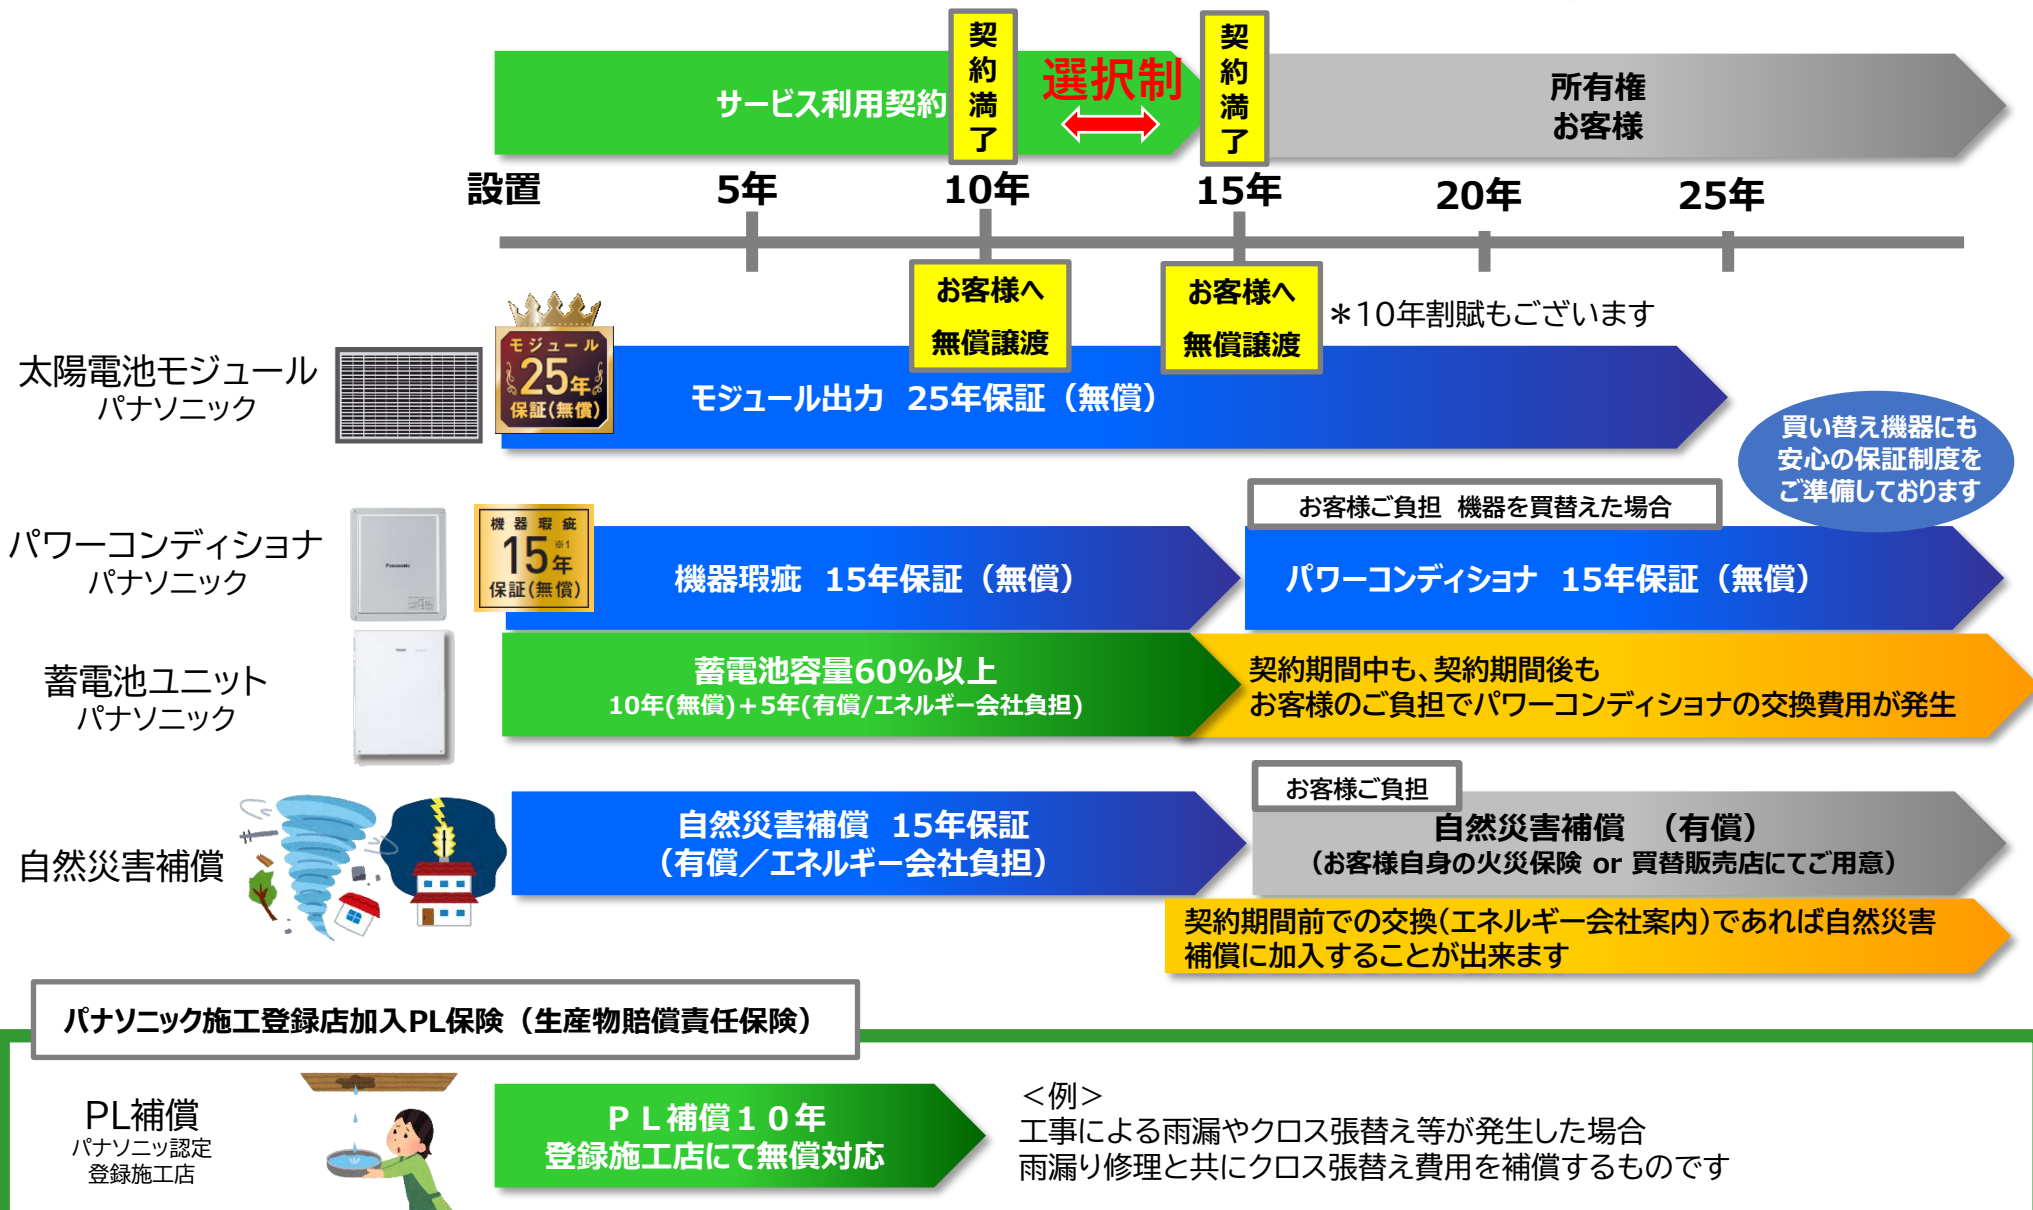 サービス利用契約
契約満了
選択制
契約満了
所有権
お客様
設置
5年
10年
15年
20年
25年
お客様へ
無償譲渡
お客様へ
無償譲渡
＊10年割賦もございます
太陽電池モジュール
パナソニック
モジュール
25年
保証(無償)
モジュール出力 25年保証（無償）
買い替え機器にも
安心の保証制度を
ご準備しております
パワーコンディショナ
パナソニック
Panasonic
機器瑕疵
15年※1
保証(無償)
機器瑕疵 15年保証（無償）
お客様ご負担 機器を買替えた場合
パワーコンディショナ 15年保証（無償）
蓄電池ユニット
パナソニック
蓄電池容量60%以上
10年(無償)＋5年(有償/エネルギー会社負担)
契約期間中も、契約期間後も
お客様のご負担でパワーコンディショナの交換費用が発生
自然災害補償
自然災害補償 15年保証
（有償／エネルギー会社負担）
お客様ご負担
自然災害補償 （有償）
（お客様自身の火災保険 or 買替販売店にてご用意）
契約期間前での交換(エネルギー会社案内)であれば自然災害
補償に加入することが出来ます
パナソニック施工登録店加入PL保険（生産物賠償責任保険）
PL補償
パナソニッ認定
登録施工店
ＰＬ補償１０年
登録施工店にて無償対応
＜例＞
工事による雨漏やクロス張替え等が発生した場合
雨漏り修理と共にクロス張替え費用を補償するものです